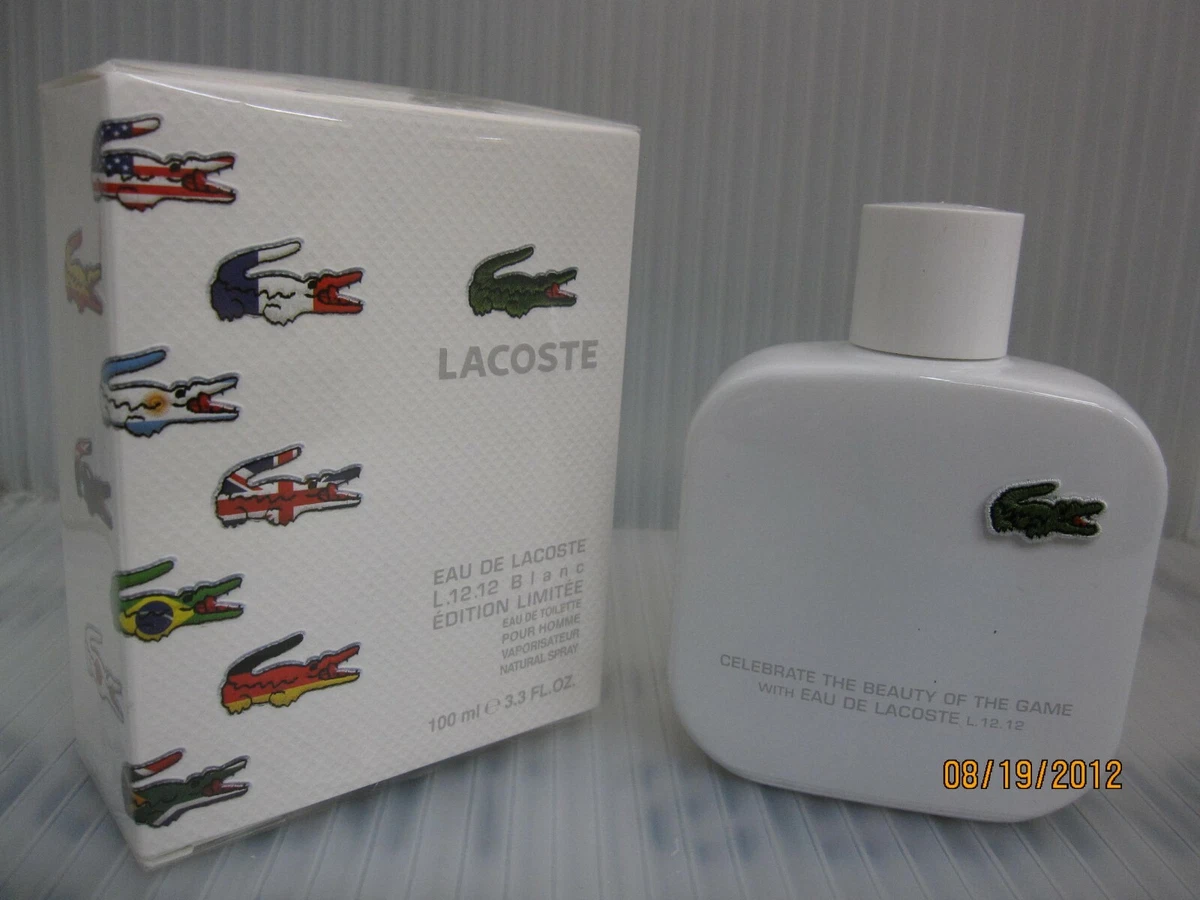 LACOSTE
EAU DE LACOSTE
L.12.12 Blanc
ÉDITION LIMITÉE
EAU DE TOILETTE
POUR HOMME
VAPORISATEUR
NATURAL SPRAY
100 ml ℮ 3.3 FL.OZ.
CELEBRATE THE BEAUTY OF THE GAME
WITH EAU DE LACOSTE L.12.12
08/19/2012